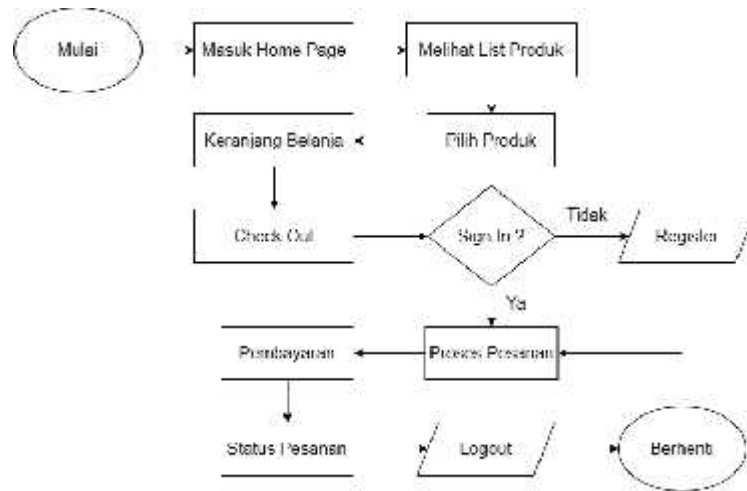 Mulai
Masuk Home Page
Melihat List Produk
Keranjang Belanja
Pilih Produk
Check Out
Sign In ?
Tidak
Register
Ya
Pembayaran
Proses Pesanan
Status Pesanan
Logout
Berhenti